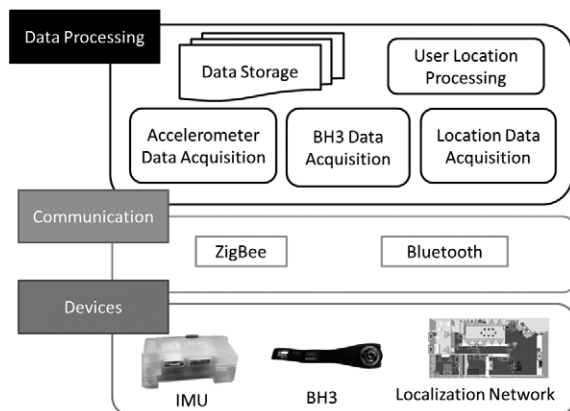 Data Processing
Data Storage
User Location
Processing
Accelerometer
Data Acquisition
BH3 Data
Acquisition
Location Data
Acquisition
Communication
ZigBee
Bluetooth
Devices
IMU
BH3
Localization Network